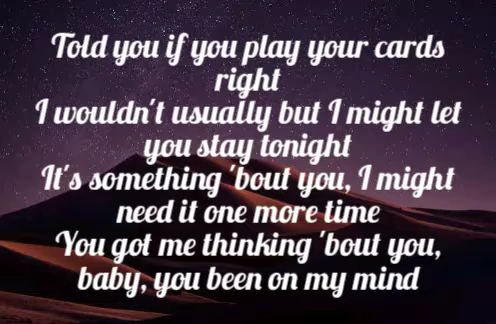 Told you if you play your cards
right
I wouldn't usually but I might let
you stay tonight
It's something 'bout you, I might
need it one more time
You got me thinking 'bout you,
baby, you been on my mind